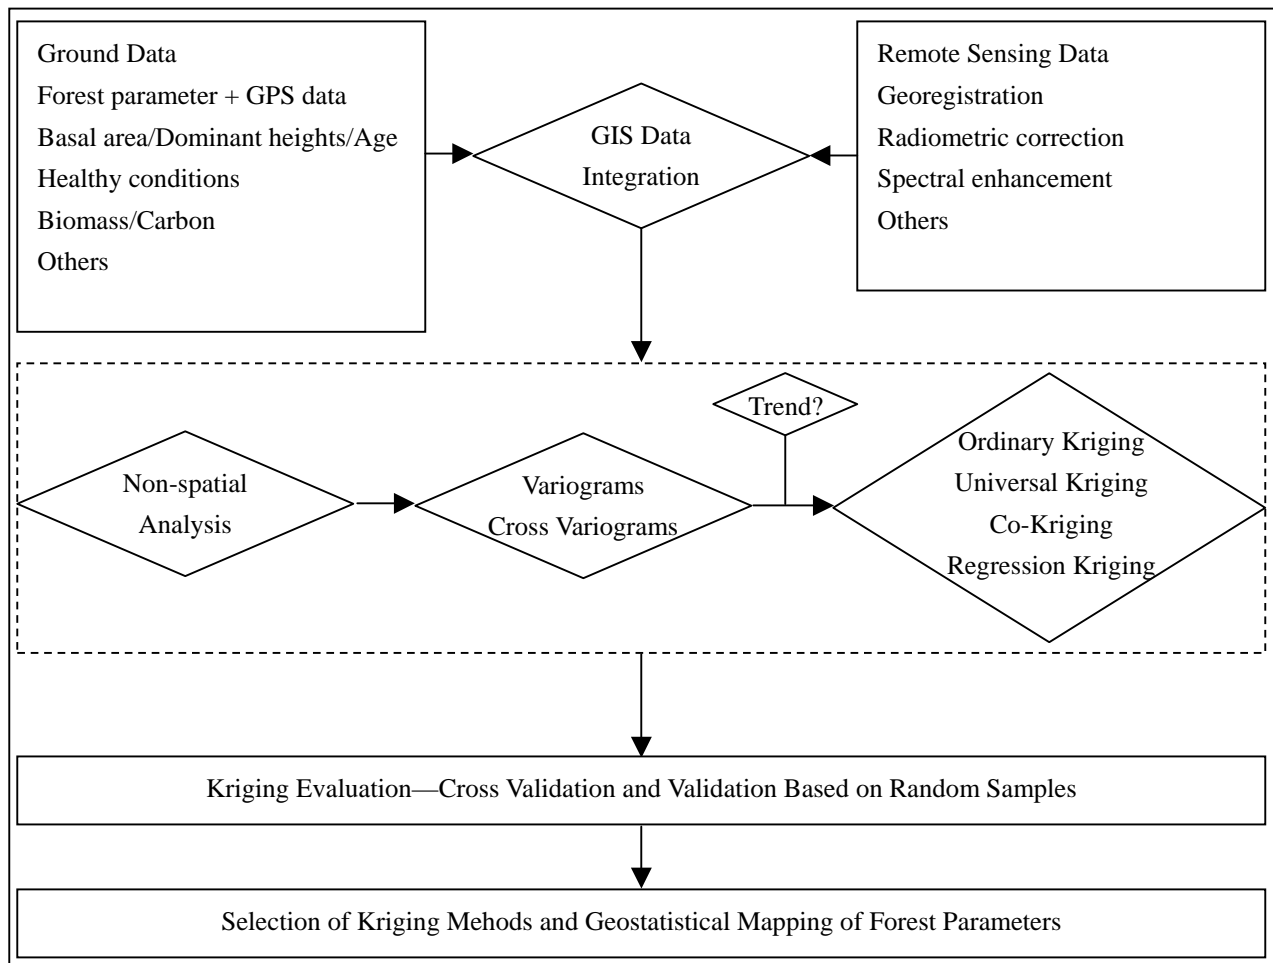 Ground Data
Forest parameter + GPS data
Basal area/Dominant heights/Age
Healthy conditions
Biomass/Carbon
Others
GIS Data
Integration
Remote Sensing Data
Georegistration
Radiometric correction
Spectral enhancement
Others
Non-spatial
Analysis
Variograms
Cross Variograms
Trend?
Ordinary Kriging
Universal Kriging
Co-Kriging
Regression Kriging
Kriging Evaluation—Cross Validation and Validation Based on Random Samples
Selection of Kriging Mehods and Geostatistical Mapping of Forest Parameters